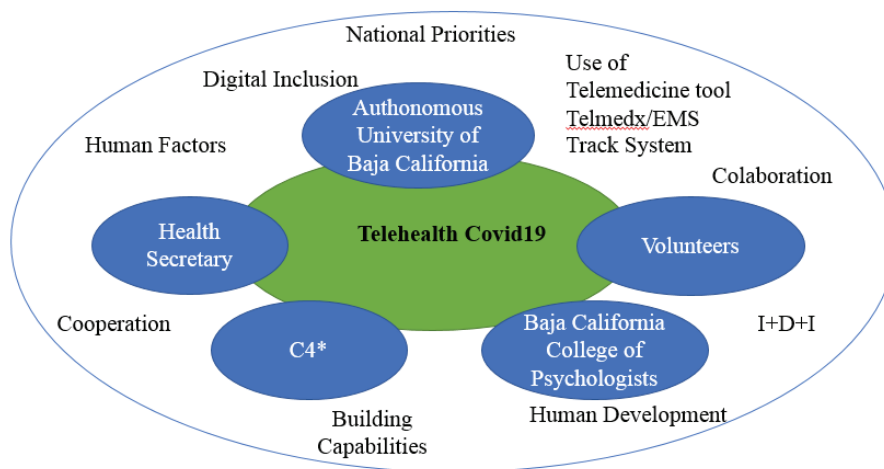 National Priorities
Digital Inclusion
Use of
Telemedicine tool
Telmedx/EMS
Track System
Authonomous
University of
Baja California
Human Factors
Colaboration
Health
Secretary
Telehealth Covid19
Volunteers
Cooperation
C4*
Baja California
College of
Psychologists
I+D+I
Building
Capabilities
Human Development